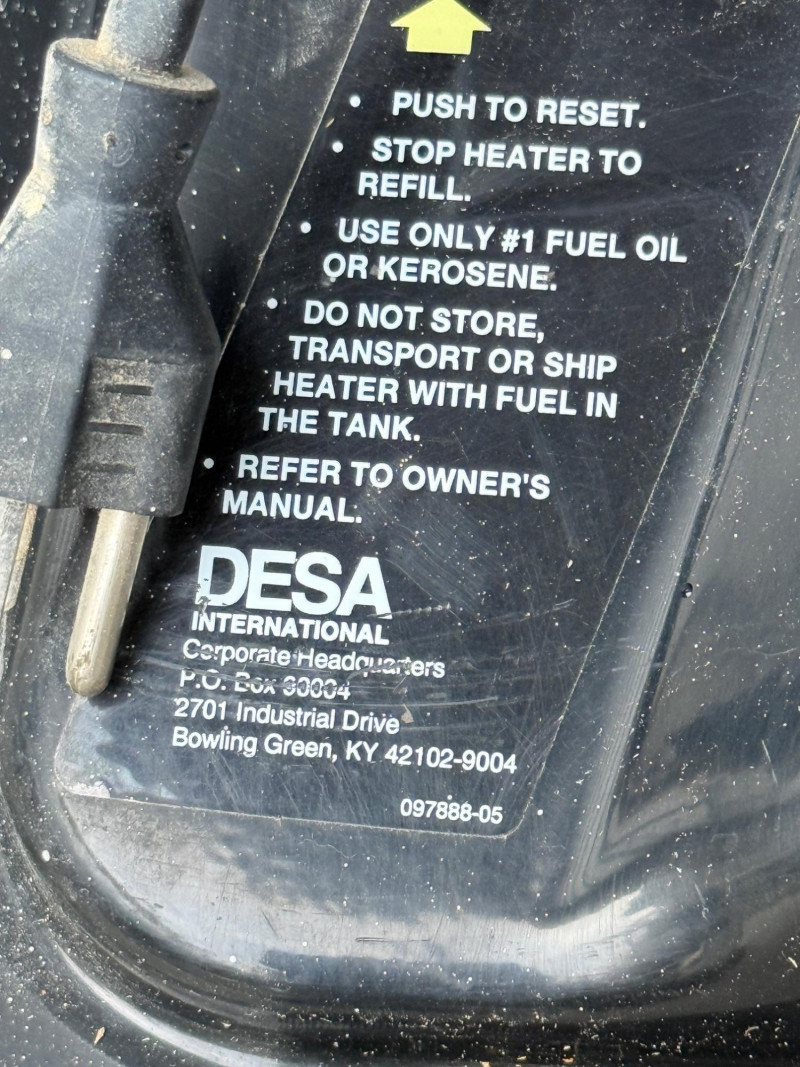 • PUSH TO RESET.
• STOP HEATER TO
REFILL.
• USE ONLY #1 FUEL OIL
OR KEROSENE.
• DO NOT STORE,
TRANSPORT OR SHIP
HEATER WITH FUEL IN
THE TANK.
• REFER TO OWNER'S
MANUAL.
DESA
INTERNATIONAL
Corporate Headquarters
P.O. Box 90004
2701 Industrial Drive
Bowling Green, KY 42102-9004
097888-05